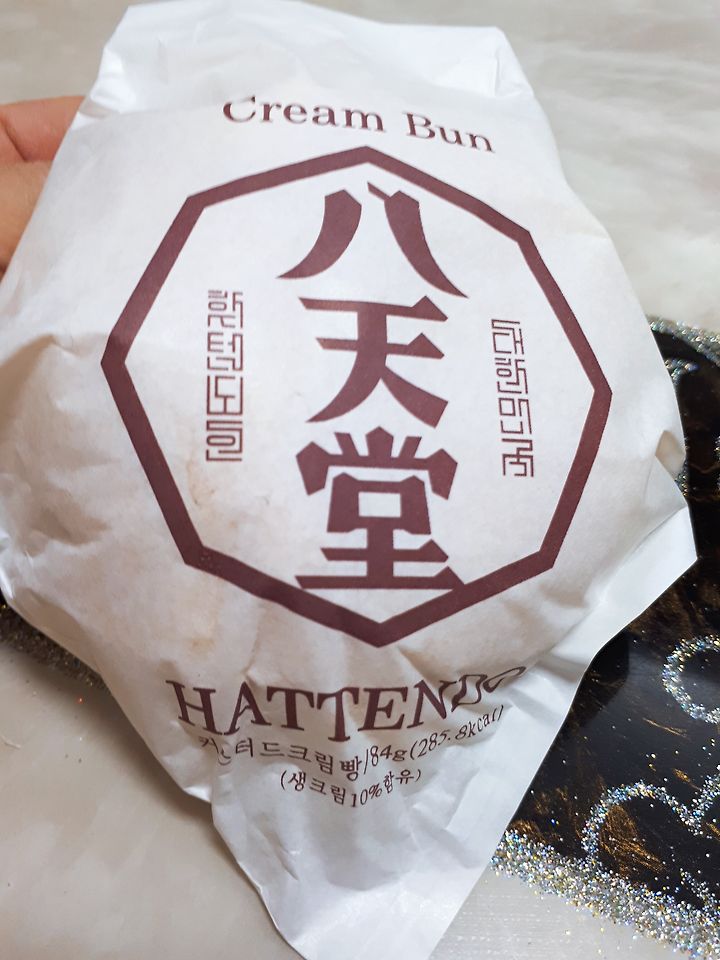 Cream Bun
八天堂
HATTENDO
커스터드크림빵/84g(285.8kcal)
(생크림10%함유)